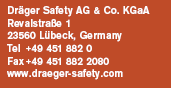 Dräger Safety AG & Co. KGaA
Revalstraße 1
23560 Lübeck, Germany
Tel +49 451 882 0
Fax +49 451 882 2080
www.draeger-safety.com